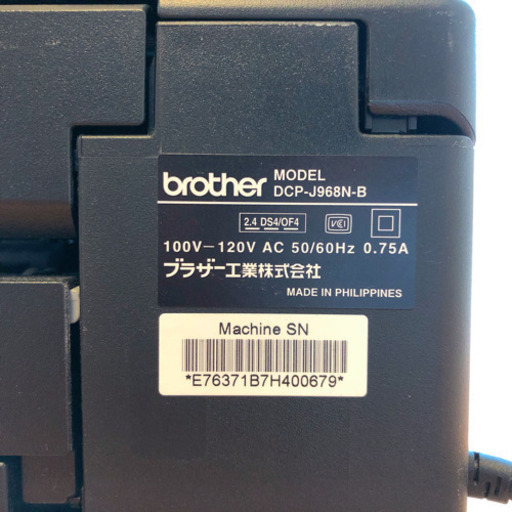 brother MODEL
DCP-J968N-B
2.4 DS4/OF4 VCI
100V-120V AC 50/60Hz 0.75A
ブラザー工業株式会社
MADE IN PHILIPPINES
Machine SN
*E76371B7H400679*